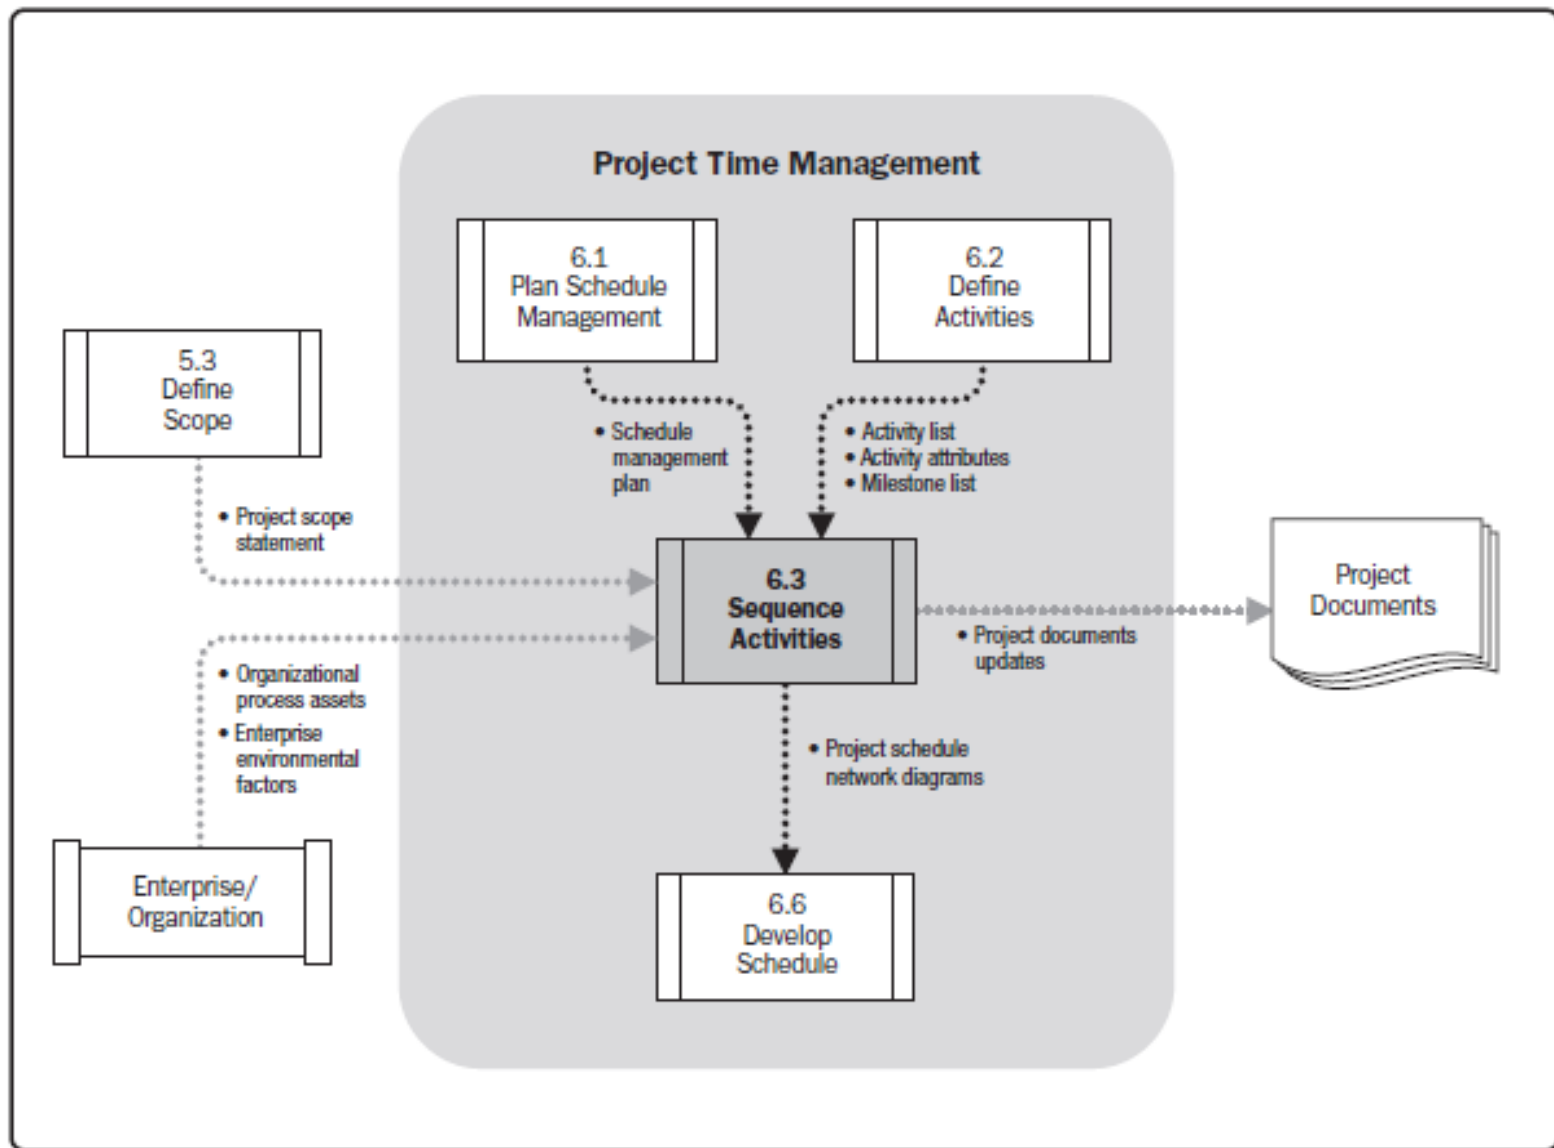 Project Time Management
6.1
Plan Schedule
Management
6.2
Define
Activities
5.3
Define
Scope
• Schedule
management
plan
• Activity list
• Activity attributes
• Milestone list
• Project scope
statement
6.3
Sequence
Activities
Project
Documents
• Project documents
updates
• Organizational
process assets
• Enterprise
environmental
factors
• Project schedule
network diagrams
Enterprise/
Organization
6.6
Develop
Schedule